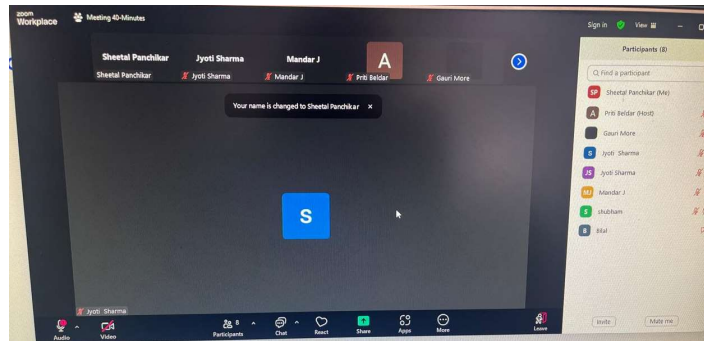 zoom
Workplace
Meeting 40-Minutes
Sign in
View
Sheetal Panchikar
Jyoti Sharma
Mandar J
A
Sheetal Panchikar
Jyoti Sharma
Mandar J
Priti Beldar
Gauri More
Your name is changed to Sheetal Panchikar ×
S
Jyoti Sharma
Audio
Video
8
Participants
Chat
React
Share
Apps
More
Leave
Participants (8)
Find a participant
SP Sheetal Panchikar (Me)
A Priti Beldar (Host)
Gauri More
S Jyoti Sharma
JS Jyoti Sharma
MJ Mandar J
S chubham
B Bilal
Invite
Mute me